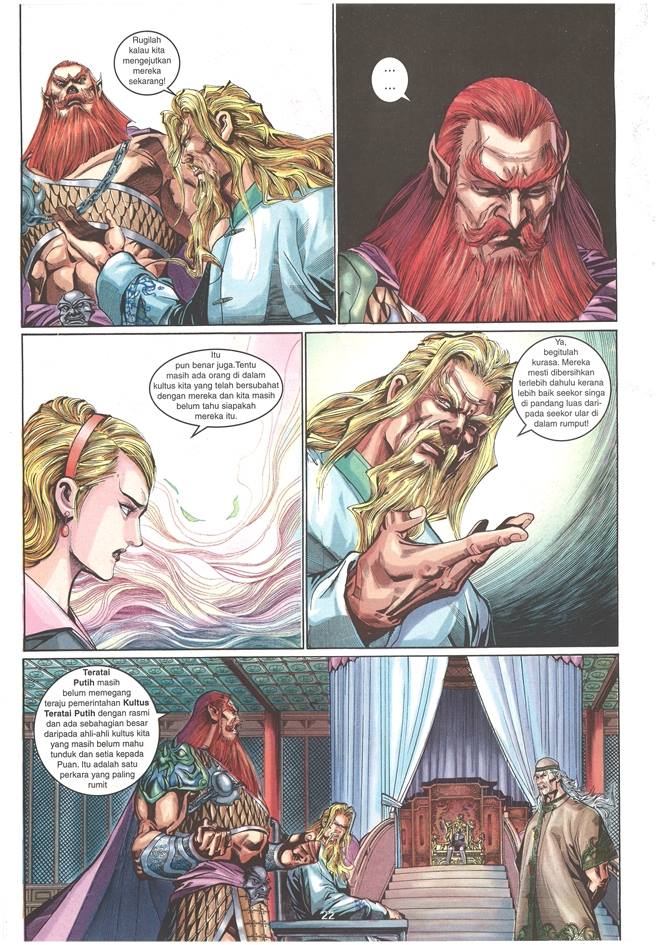 Rugilah
kalau kita
mengejutkan
mereka
sekarang!
...
...
Itu
pun benar juga.Tentu
masih ada orang di dalam
kultus kita yang telah bersubahat
dengan mereka dan kita masih
belum tahu siapakah
mereka itu.
Ya,
begitulah
kurasa. Mereka
mesti dibersihkan
terlebih dahulu kerana
lebih baik seekor singa
di pandang luas dari-
pada seekor ular di
dalam rumput!
Teratai
Putih masih
belum memegang
teraju pemerintahan Kultus
Teratai Putih dengan rasmi
dan ada sebahagian besar
daripada ahli-ahli kultus kita
yang masih belum mahu
tunduk dan setia kepada
Puan. Itu adalah satu
perkara yang paling
rumit
22